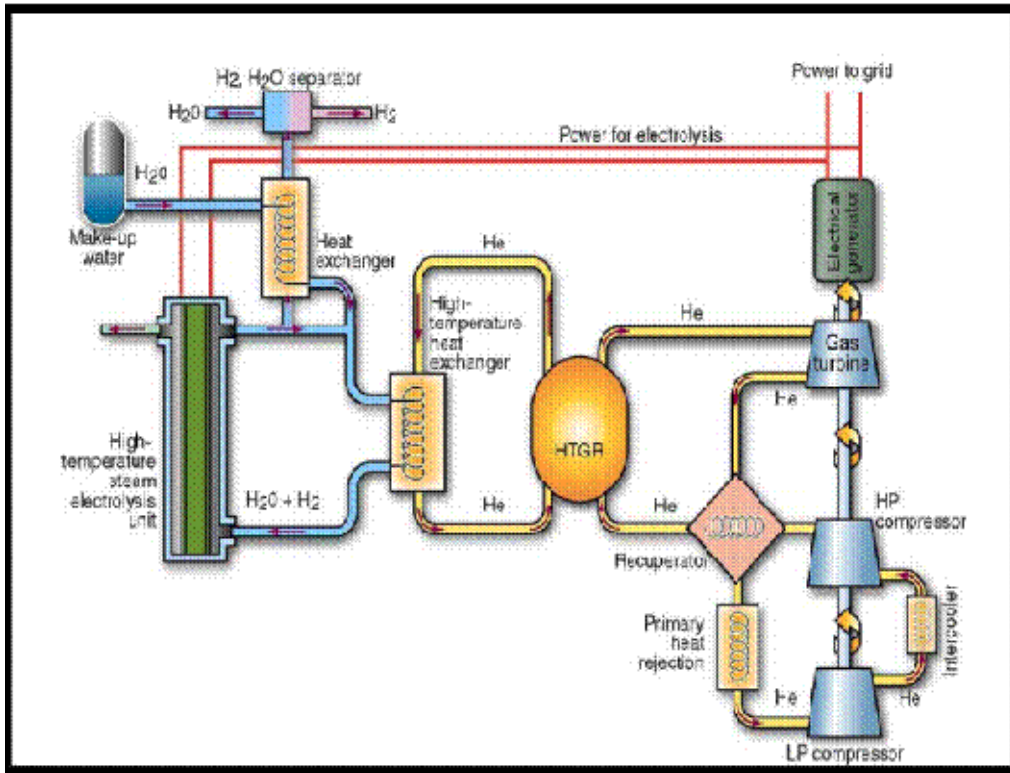 Power to grid
H2, H2O separator
H2O
H2
Power for electrolysis
H2O
Make-up
water
Heat
exchanger
Electrical
generator
He
High-
temperature
heat
exchanger
He
Gas
turbine
He
HTGR
High-
temperature
steam
electrolysis
unit
H2O + H2
He
He
HP
compressor
Recuperator
Primary
heat
rejection
Intercooler
He
He
LP compressor